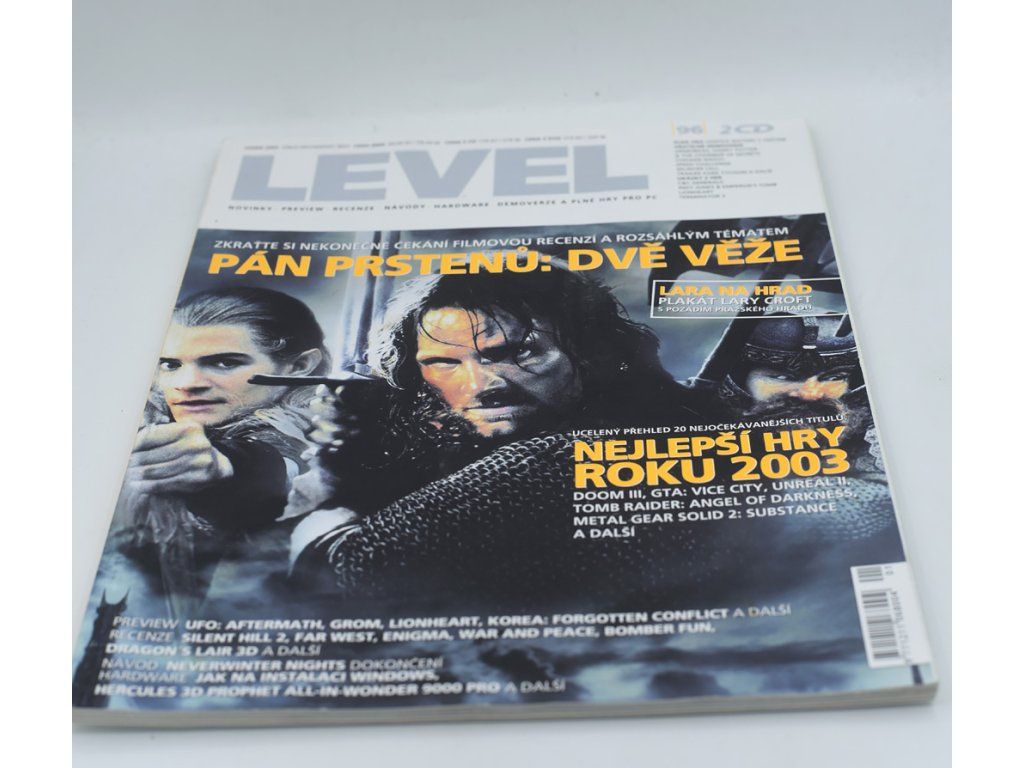 96 2CD
LEVEL
NOVINKY · PREVIEW · RECENZE · NÁVODY · HARDWARE · DEMOVERZE A PLNÉ HRY PRO PC
ZKRAŤTE SI NEKONEČNÉ ČEKÁNÍ FILMOVOU RECENZÍ A ROZSÁHLÝM TÉMATEM
PÁN PRSTENŮ: DVĚ VĚŽE
LARA NA HRAD
PLAKÁT LARY CROFT
S POZADÍM PRAŽSKÉHO HRADU
UCELENÝ PŘEHLED 20 NEJOČEKÁVANĚJŠÍCH TITULŮ
NEJLEPŠÍ HRY
ROKU 2003
DOOM III, GTA: VICE CITY, UNREAL II,
TOMB RAIDER: ANGEL OF DARKNESS,
METAL GEAR SOLID 2: SUBSTANCE
A DALŠÍ
PREVIEW UFO: AFTERMATH, GROM, LIONHEART, KOREA: FORGOTTEN CONFLICT A DALŠÍ
RECENZE SILENT HILL 2, FAR WEST, ENIGMA, WAR AND PEACE, BOMBER FUN,
DRAGON'S LAIR 3D A DALŠÍ
NÁVOD NEVERWINTER NIGHTS DOKONČENÍ
HARDWARE JAK NA INSTALACI WINDOWS,
HERCULES 3D PROPHET ALL-IN-WONDER 9000 PRO A DALŠÍ
01